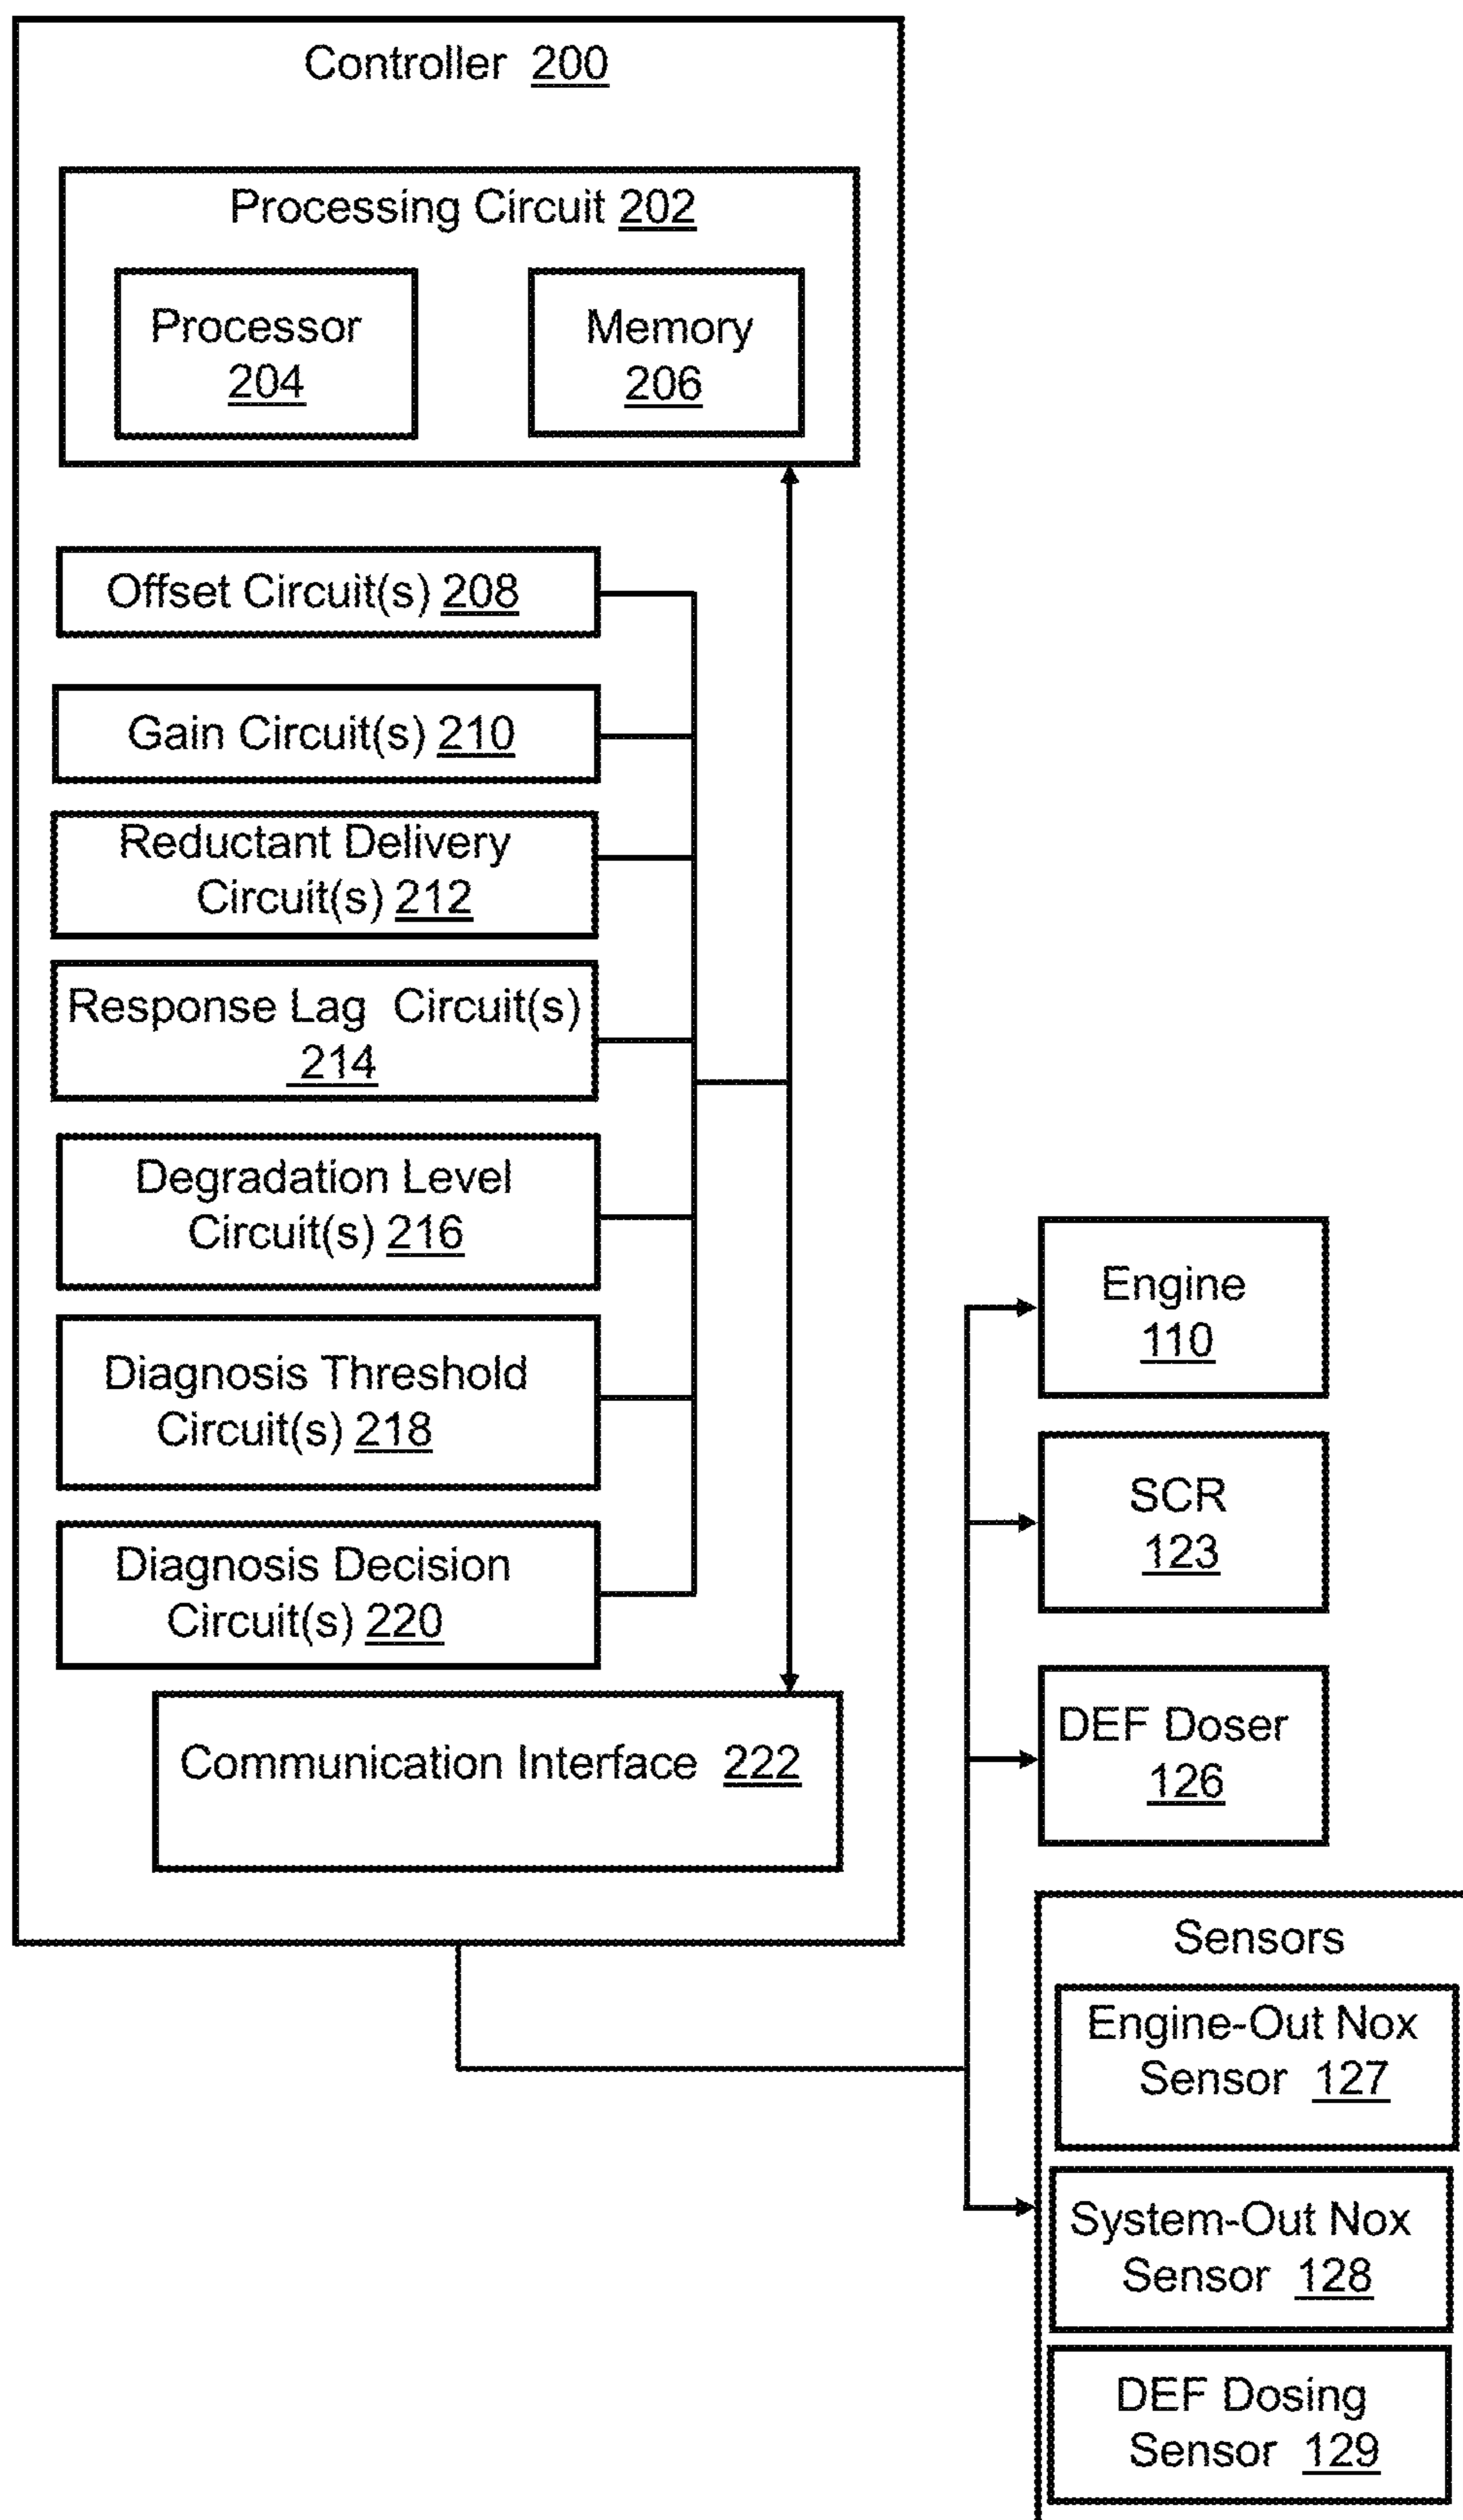 Controller 200
Processing Circuit 202
Processor
204
Memory
206
Offset Circuit(s) 208
Gain Circuit(s) 210
Reductant Delivery
Circuit(s) 212
Response Lag Circuit(s)
214
Degradation Level
Circuit(s) 216
Diagnosis Threshold
Circuit(s) 218
Diagnosis Decision
Circuit(s) 220
Communication Interface 222
Engine
110
SCR
123
DEF Doser
126
Sensors
Engine-Out Nox
Sensor 127
System-Out Nox
Sensor 128
DEF Dosing
Sensor 129